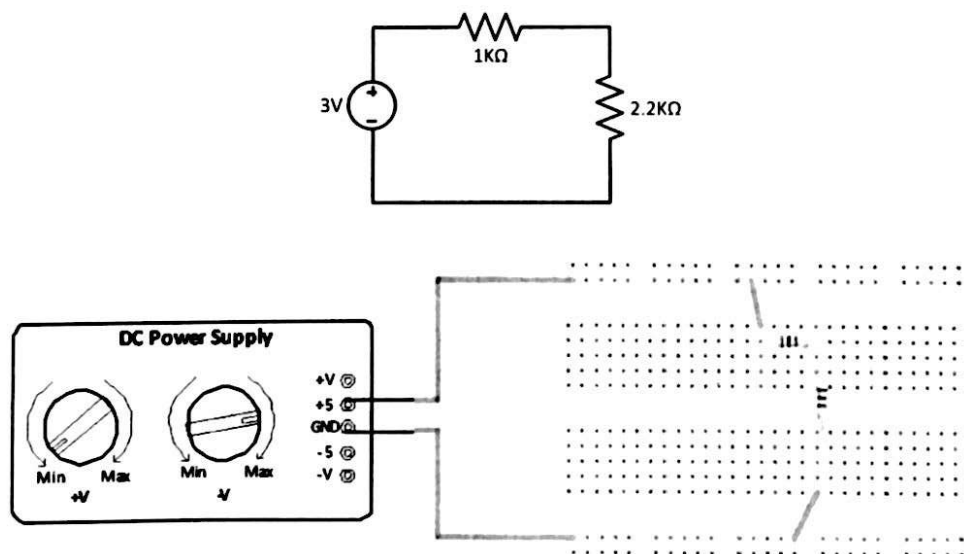 1KΩ
3V
2.2KΩ
DC Power Supply
+V
+5
GND
-5
-V
Min
Max
+V
Min
Max
-V